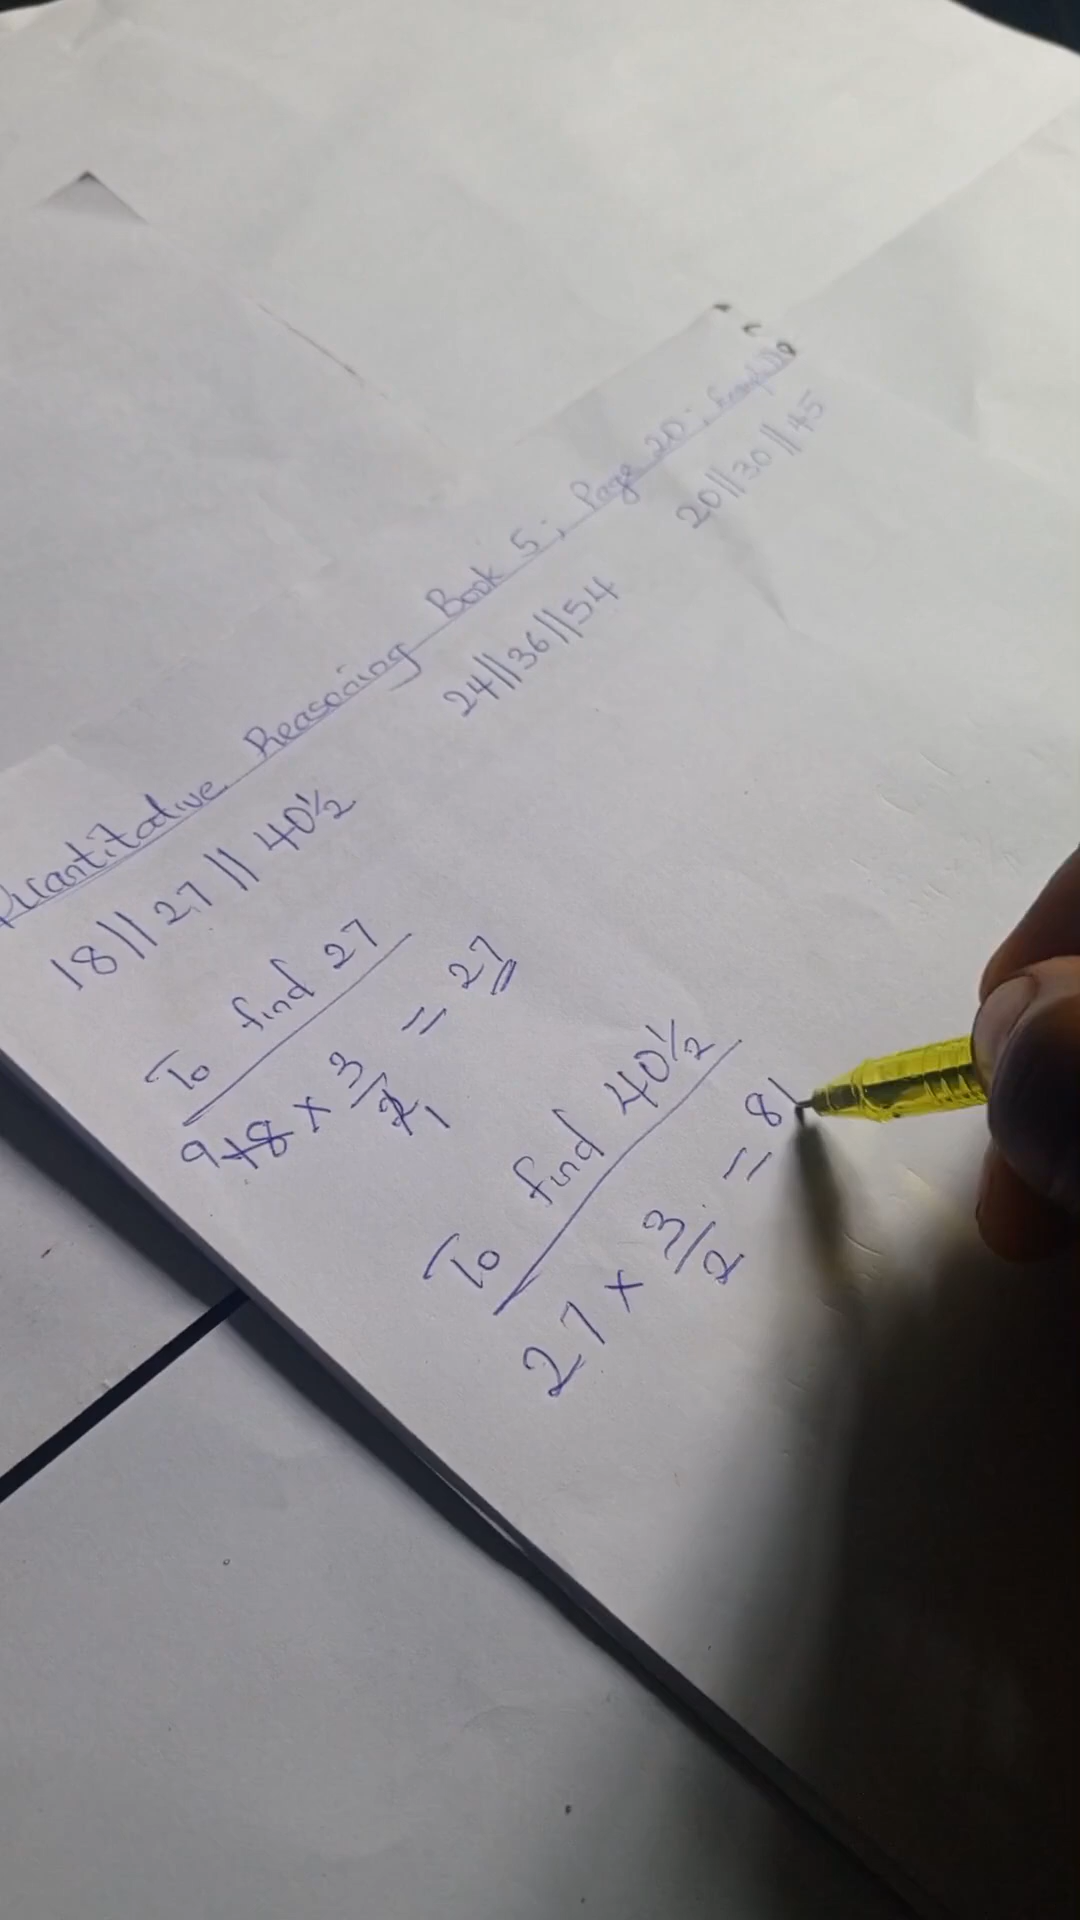 Quantitative Reasoning Book 5; Page 20;
18||27||40½ 24||36||54 20||30||45
To find 27
9 18 × 3/2 1 = 27
To find 40½
27 × 3/2 = 81